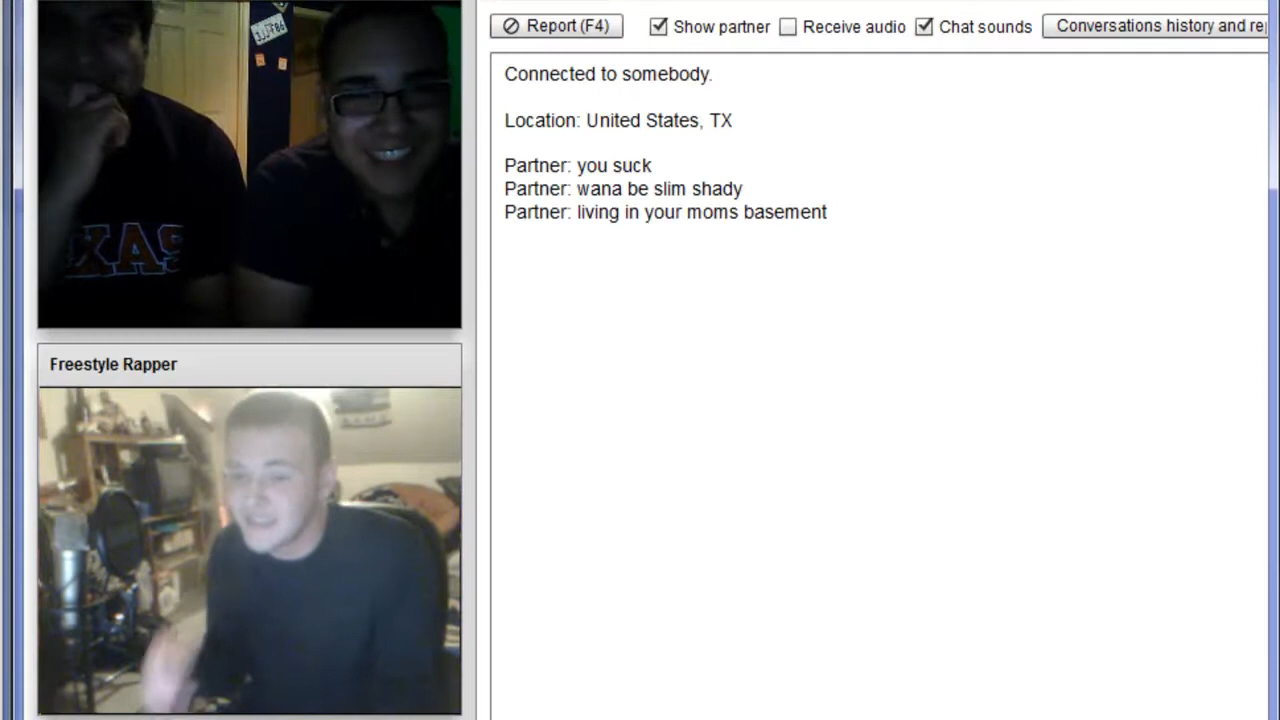 Report (F4)
Show partner
Receive audio
Chat sounds
Conversations history and re
Connected to somebody.
Location: United States, TX
Partner: you suck
Partner: wana be slim shady
Partner: living in your moms basement
Freestyle Rapper